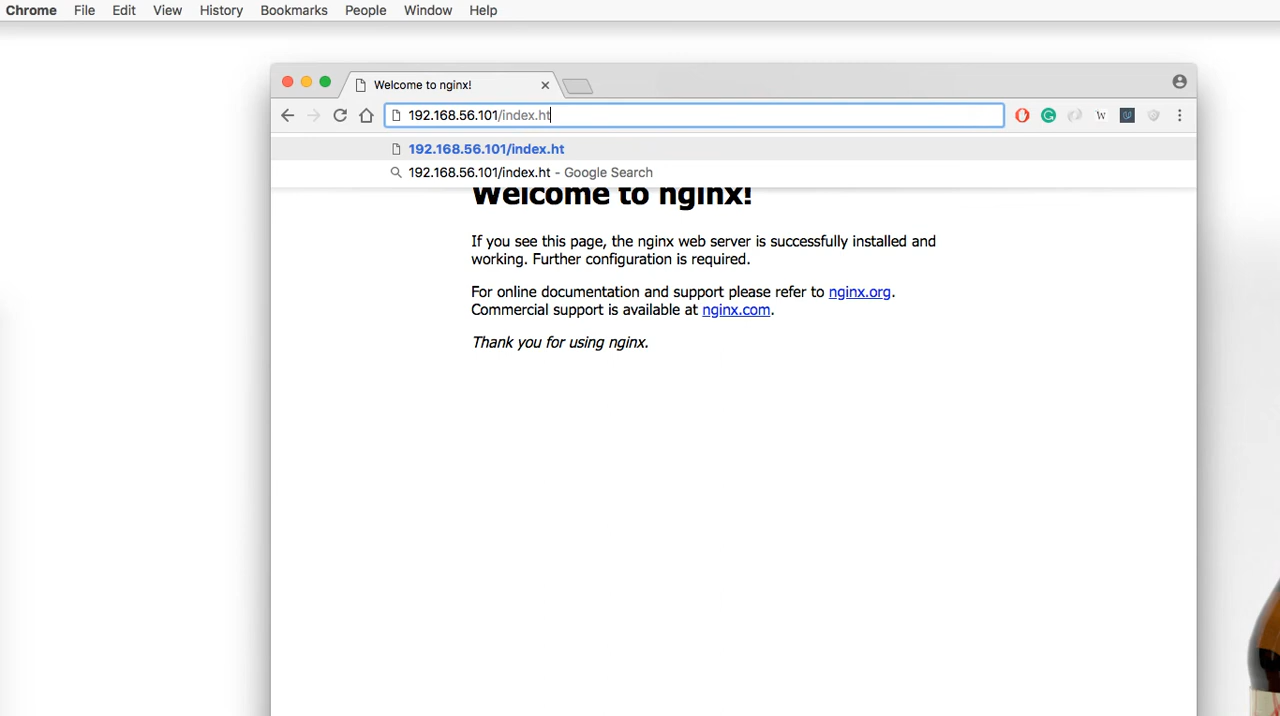 Chrome File Edit View History Bookmarks People Window Help
Welcome to nginx!
192.168.56.101/index.ht
W
192.168.56.101/index.ht
192.168.56.101/index.ht - Google Search
Welcome to nginx!
If you see this page, the nginx web server is successfully installed and
working. Further configuration is required.
For online documentation and support please refer to nginx.org.
Commercial support is available at nginx.com.
Thank you for using nginx.